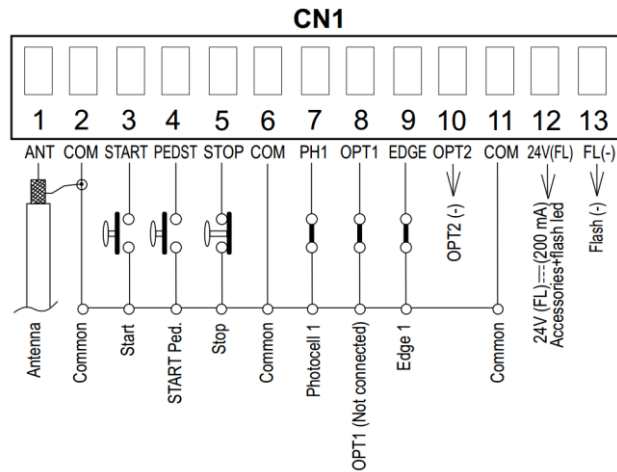 CN1
1 2 3 4 5 6 7 8 9 10 11 12 13
ANT COM START PEDST STOP COM PH1 OPT1 EDGE OPT2 COM 24V(FL) FL(-)
Antenna
Common
Start
START Ped.
Stop
Common
Photocell 1
OPT1 (Not connected)
Edge 1
OPT2 (-)
Common
24V (FL)⎓(200 mA)
Accessories+flash led
Flash (-)